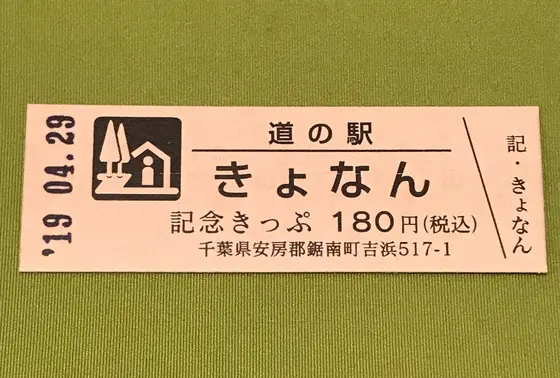 '19 04.29
道の駅
きょなん
記念きっぷ 180円(税込)
千葉県安房郡鋸南町吉浜517-1
記・きょなん